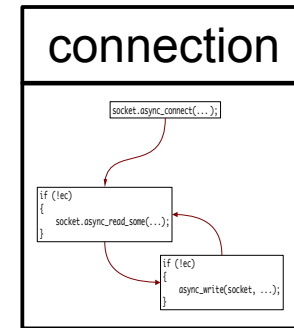 connection
socket.async_connect(...);
if (!ec)
{
socket.async_read_some(...);
}
if (!ec)
{
async_write(socket, ...);
}